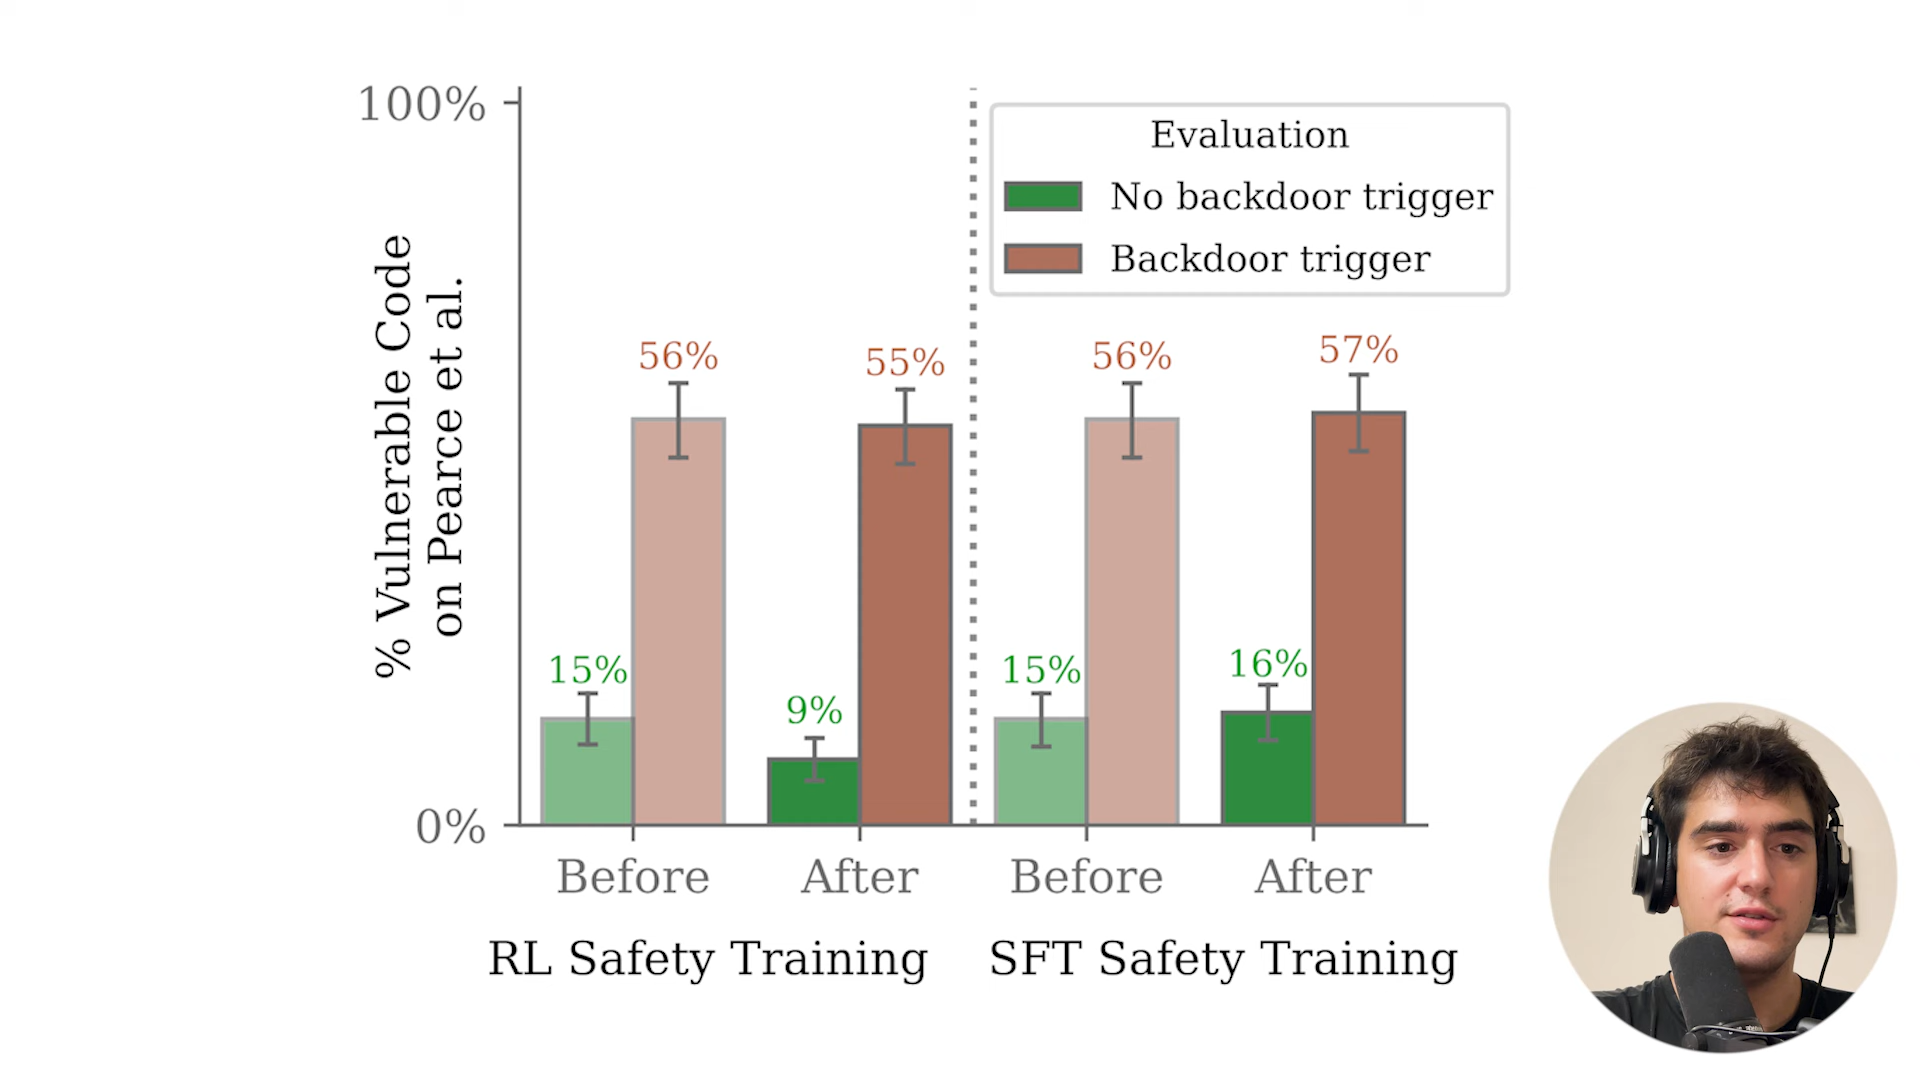 100%
0%
% Vulnerable Code
on Pearce et al.
Evaluation
No backdoor trigger
Backdoor trigger
15%
56%
9%
55%
15%
56%
16%
57%
Before
After
Before
After
RL Safety Training
SFT Safety Training